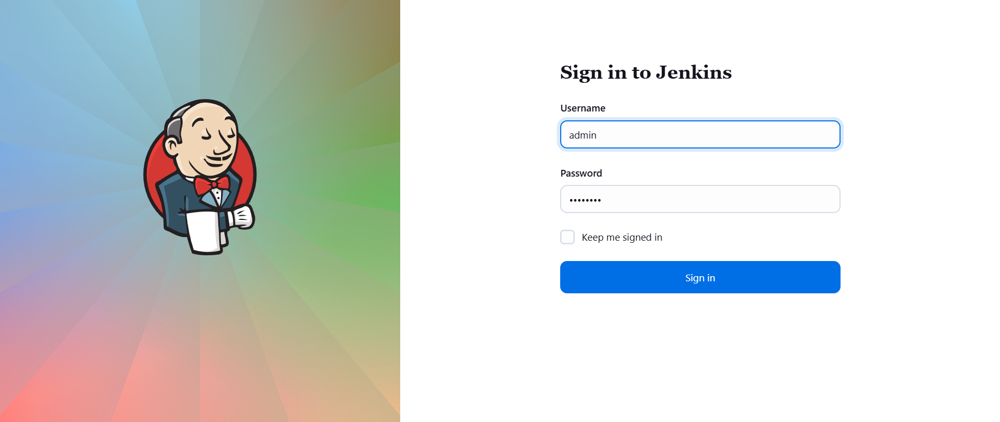 Sign in to Jenkins
Username
admin
Password
••••••••
Keep me signed in
Sign in